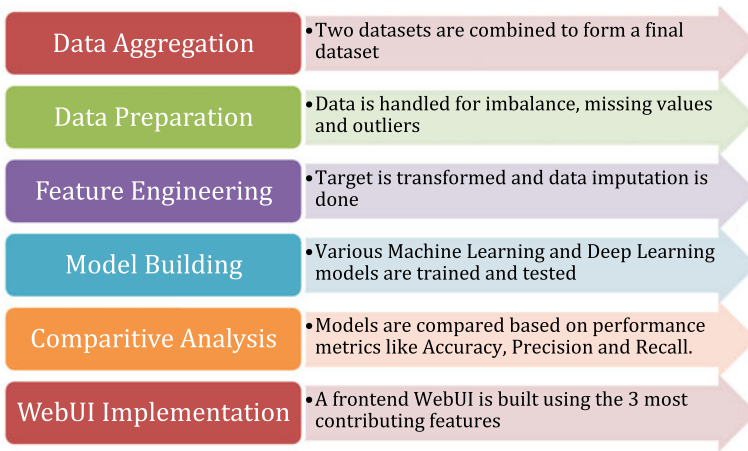 Data Aggregation
•Two datasets are combined to form a final
dataset
Data Preparation
•Data is handled for imbalance, missing values
and outliers
Feature Engineering
•Target is transformed and data imputation is
done
Model Building
•Various Machine Learning and Deep Learning
models are trained and tested
Comparitive Analysis
•Models are compared based on performance
metrics like Accuracy, Precision and Recall.
WebUI Implementation
•A frontend WebUI is built using the 3 most
contributing features